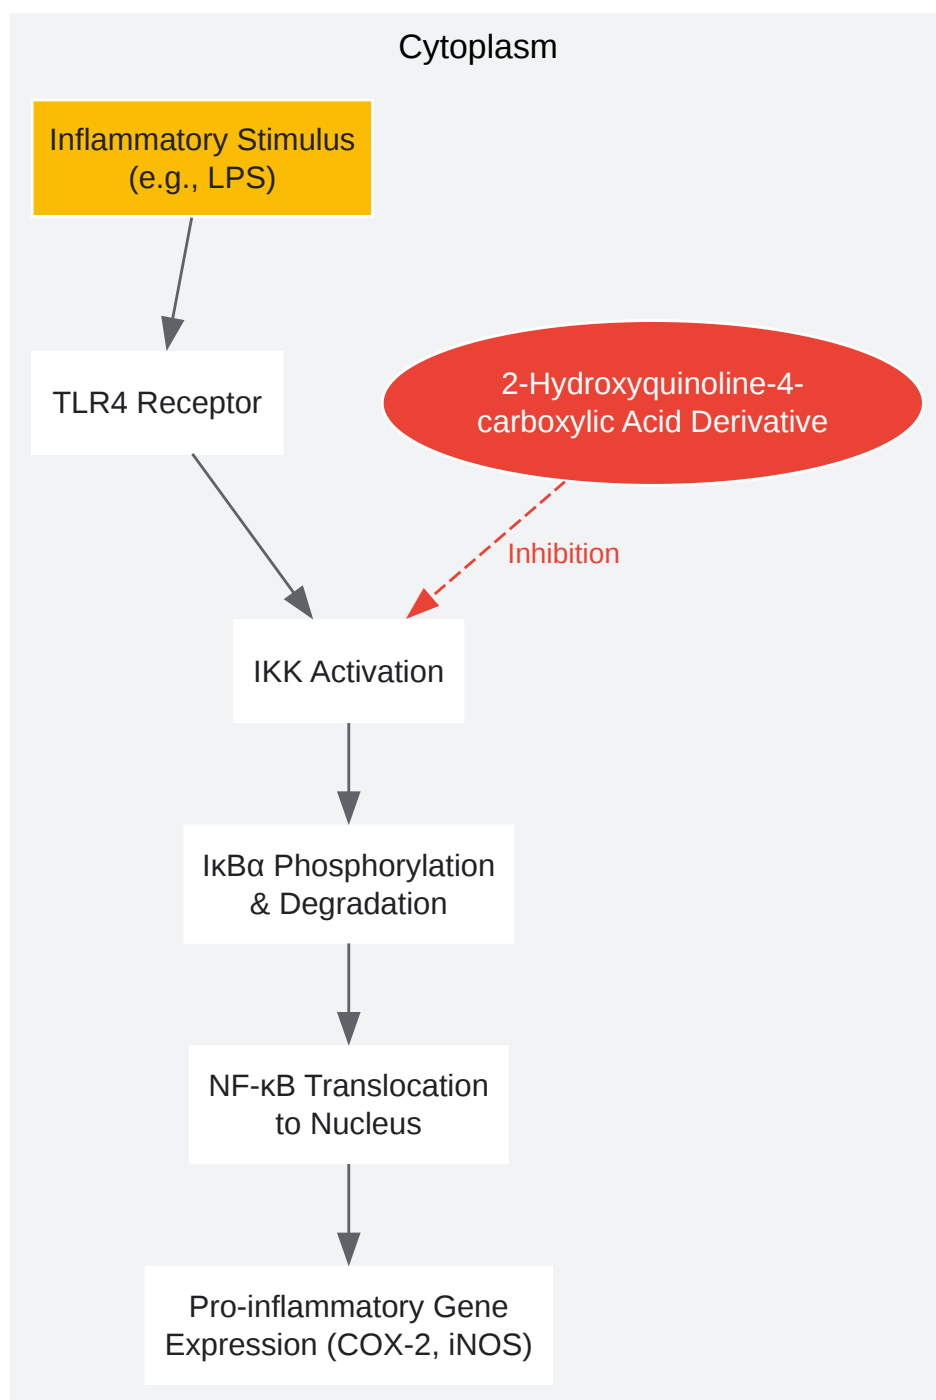 Cytoplasm
Inflammatory Stimulus
(e.g., LPS)
TLR4 Receptor
2-Hydroxyquinoline-4-
carboxylic Acid Derivative
Inhibition
IKK Activation
IκBα Phosphorylation
& Degradation
NF-κB Translocation
to Nucleus
Pro-inflammatory Gene
Expression (COX-2, iNOS)